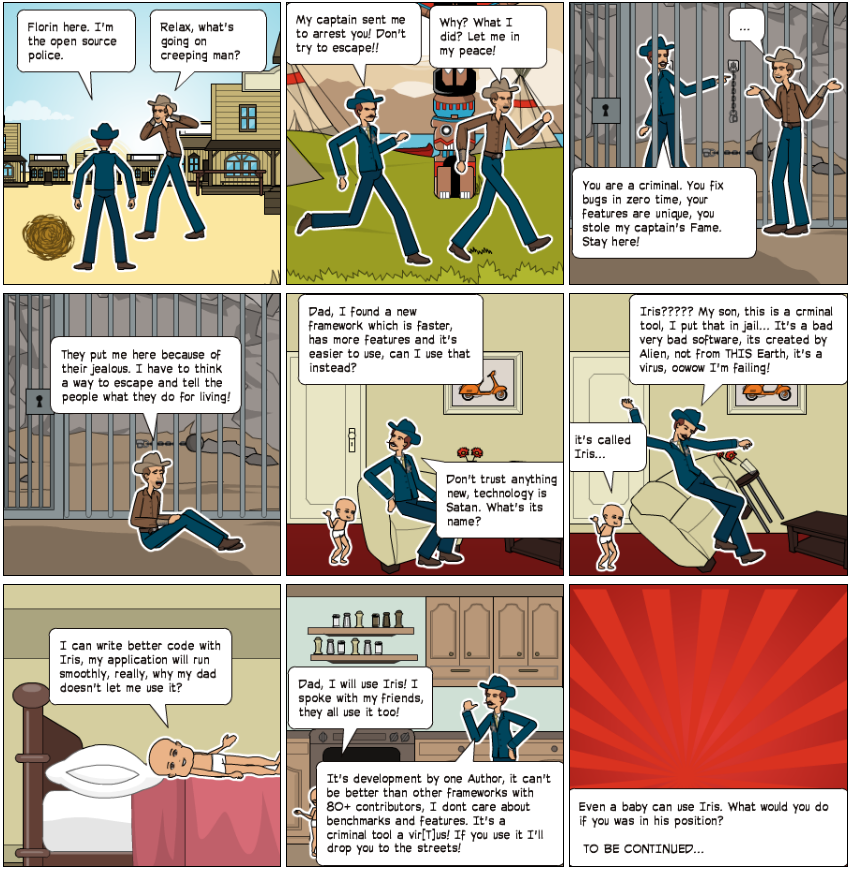 Florin here. I'm
the open source
police.
Relax, what's
going on
creeping man?
My captain sent me
to arrest you! Don't
try to escape!!
Why? What I
did? Let me in
my peace!
...
You are a criminal. You fix
bugs in zero time, your
features are unique, you
stole my captain's Fame.
Stay here!
They put me here because of
their jealous. I have to think
a way to escape and tell the
people what they do for living!
Dad, I found a new
framework which is faster,
has more features and it's
easier to use, can I use that
instead?
Don't trust anything
new, technology is
Satan. What's its
name?
Iris????? My son, this is a crminal
tool, I put that in jail... It's a bad
very bad software, its created by
Alien, not from THIS Earth, it's a
virus, oowow I'm failing!
it's called
Iris...
I can write better code with
Iris, my application will run
smoothly, really, why my dad
doesn't let me use it?
Dad, I will use Iris! I
spoke with my friends,
they all use it too!
It's development by one Author, it can't
be better than other frameworks with
80+ contributors, I dont care about
benchmarks and features. It's a
criminal tool a vir[T]us! If you use it I'll
drop you to the streets!
Even a baby can use Iris. What would you do
if you was in his position?
TO BE CONTINUED...